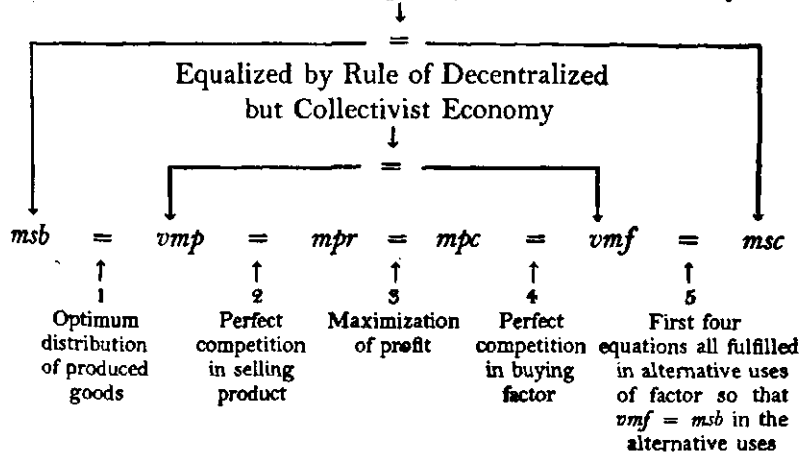 =
Equalized by Rule of Decentralized
but Collectivist Economy
=
msb = vmp = mpr = mpc = vmf = msc
1
Optimum
distribution
of produced
goods
2
Perfect
competition
in selling
product
3
Maximization
of profit
4
Perfect
competition
in buying
factor
5
First four
equations all fulfilled
in alternative uses
of factor so that
vmf = msb in the
alternative uses